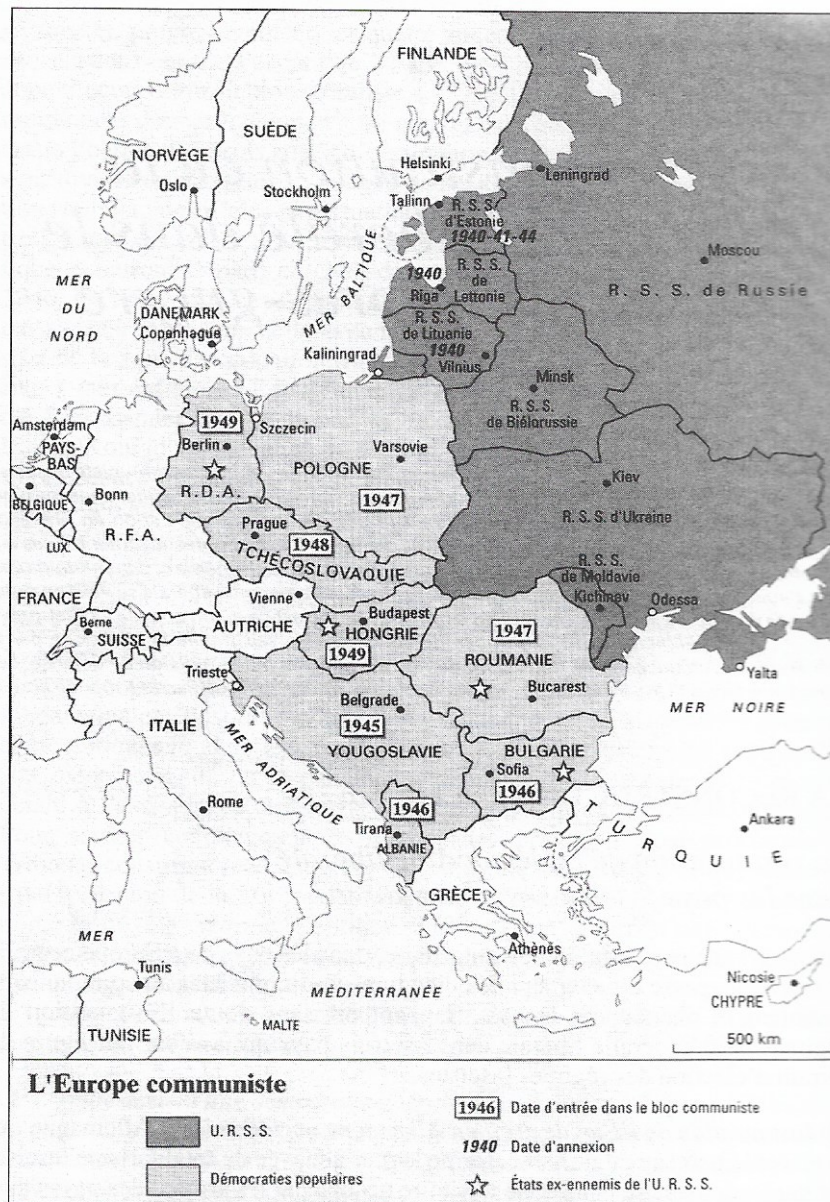 FINLANDE
SUÈDE
NORVÈGE
Oslo
Stockholm
Helsinki
Tallinn
Leningrad
R. S. S.
d'Estonie
1940-41-44
Moscou
R. S. S. de Russie
MER
DU
NORD
MER BALTIQUE
1940
Riga
R. S. S.
de
Lettonie
DANEMARK
Copenhague
R. S. S.
de Lituanie
1940
Vilnius
Kaliningrad
Minsk
R. S. S.
de Biélorussie
Amsterdam
PAYS-
BAS
1949
Berlin
R.D.A.
Szczecin
Varsovie
POLOGNE
1947
BELGIQUE
Bonn
LUX.
R.F.A.
Kiev
R. S. S. d'Ukraine
Prague
1948
TCHÉCOSLOVAQUIE
R. S. S.
de Moldavie
Kichinev
Odessa
FRANCE
Berne
SUISSE
Vienne
AUTRICHE
Budapest
HONGRIE
1949
1947
ROUMANIE
Bucarest
Yalta
MER NOIRE
Trieste
ITALIE
Belgrade
1945
YOUGOSLAVIE
MER ADRIATIQUE
BULGARIE
Sofia
1946
Rome
1946
Tirana
ALBANIE
TURQUIE
Ankara
GRÈCE
Athènes
MER
MÉDITERRANÉE
Tunis
TUNISIE
MALTE
Nicosie
CHYPRE
500 km
L'Europe communiste
U. R. S. S.
Démocraties populaires
1946 Date d'entrée dans le bloc communiste
1940 Date d'annexion
États ex-ennemis de l'U. R. S. S.